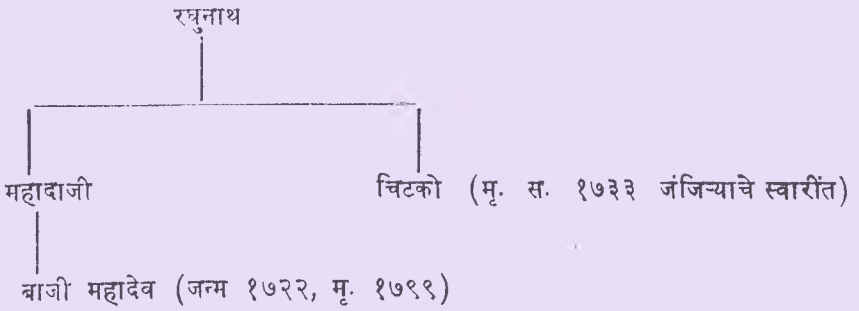 रघुनाथ
महादाजी चिटको (मृ. स. १७३३ जंजिऱ्याचे स्वारींत)
बाजी महादेव (जन्म १७२२, मृ. १७९९)